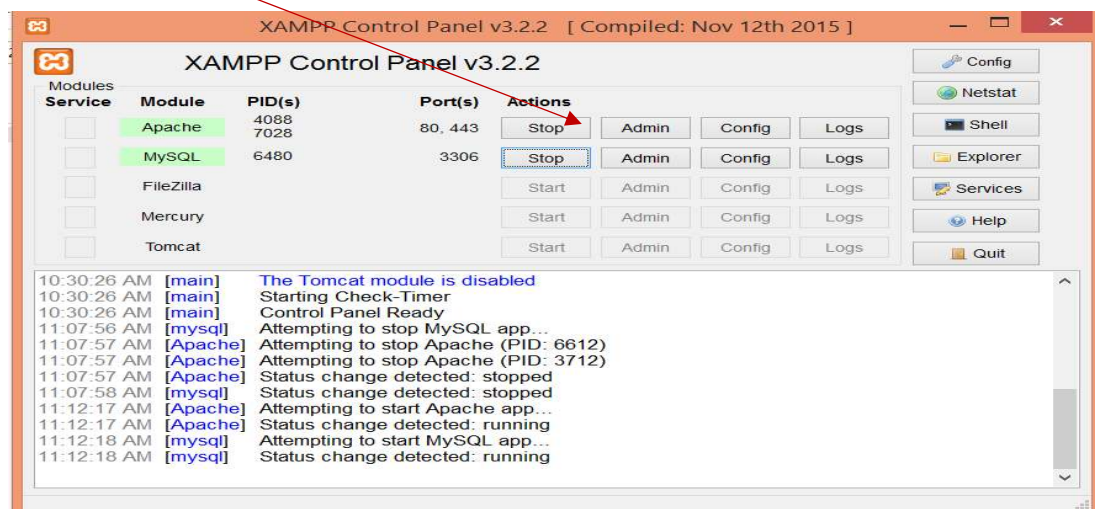 XAMPP Control Panel v3.2.2 [ Compiled: Nov 12th 2015 ]
XAMPP Control Panel v3.2.2
Config
Modules
Service Module PID(s) Port(s) Actions
Netstat
Apache 4088 7028 80, 443 Stop Admin Config Logs
Shell
MySQL 6480 3306 Stop Admin Config Logs
Explorer
FileZilla Start Admin Config Logs
Services
Mercury Start Admin Config Logs
Help
Tomcat Start Admin Config Logs
Quit
10:30:26 AM [main] The Tomcat module is disabled
10:30:26 AM [main] Starting Check-Timer
10:30:26 AM [main] Control Panel Ready
11:07:56 AM [mysql] Attempting to stop MySQL app...
11:07:57 AM [Apache] Attempting to stop Apache (PID: 6612)
11:07:57 AM [Apache] Attempting to stop Apache (PID: 3712)
11:07:57 AM [Apache] Status change detected: stopped
11:07:58 AM [mysql] Status change detected: stopped
11:12:17 AM [Apache] Attempting to start Apache app...
11:12:17 AM [Apache] Status change detected: running
11:12:18 AM [mysql] Attempting to start MySQL app...
11:12:18 AM [mysql] Status change detected: running